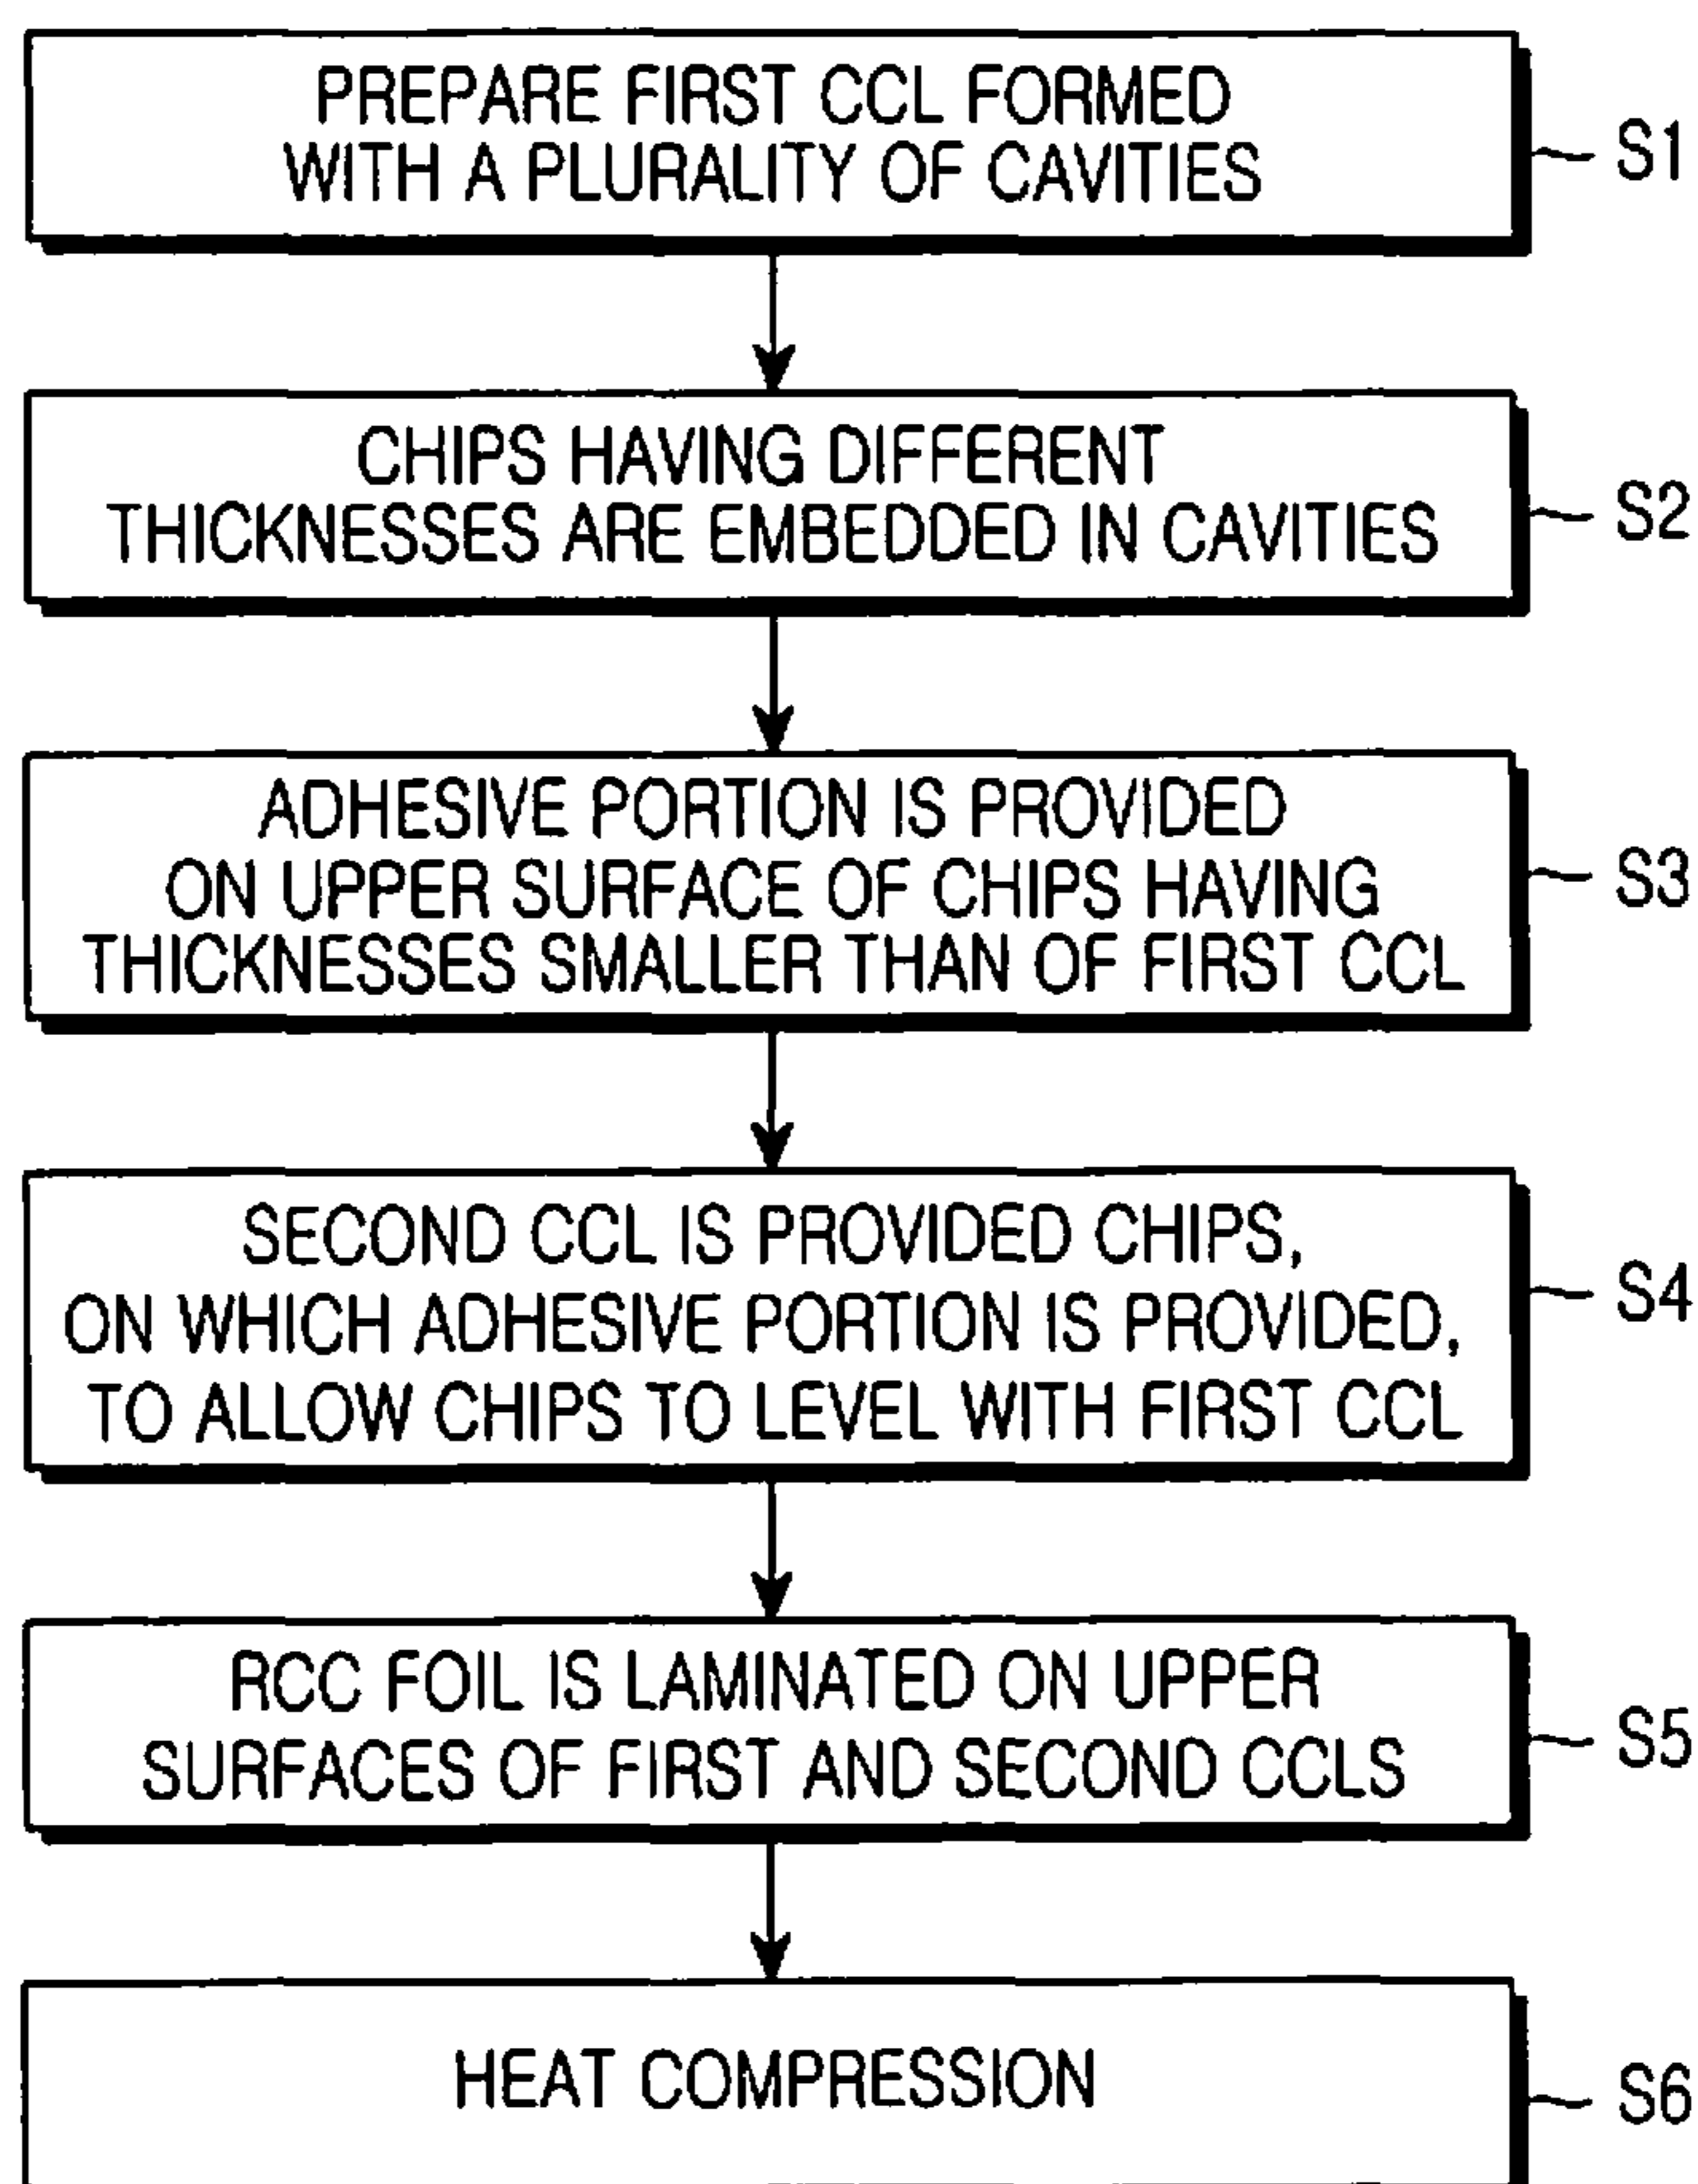 PREPARE FIRST CCL FORMED
WITH A PLURALITY OF CAVITIES
S1
CHIPS HAVING DIFFERENT
THICKNESSES ARE EMBEDDED IN CAVITIES
S2
ADHESIVE PORTION IS PROVIDED
ON UPPER SURFACE OF CHIPS HAVING
THICKNESSES SMALLER THAN OF FIRST CCL
S3
SECOND CCL IS PROVIDED CHIPS,
ON WHICH ADHESIVE PORTION IS PROVIDED,
TO ALLOW CHIPS TO LEVEL WITH FIRST CCL
S4
RCC FOIL IS LAMINATED ON UPPER
SURFACES OF FIRST AND SECOND CCLS
S5
HEAT COMPRESSION
S6